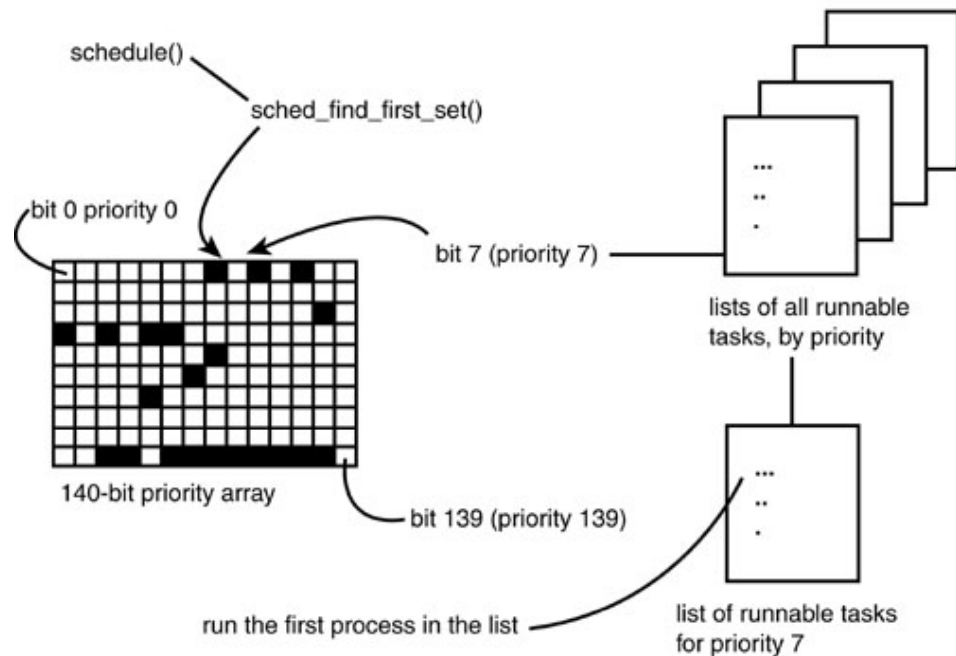 schedule()
sched_find_first_set()
bit 0 priority 0
bit 7 (priority 7)
...
..
.
lists of all runnable
tasks, by priority
140-bit priority array
bit 139 (priority 139)
...
..
.
run the first process in the list
list of runnable tasks
for priority 7